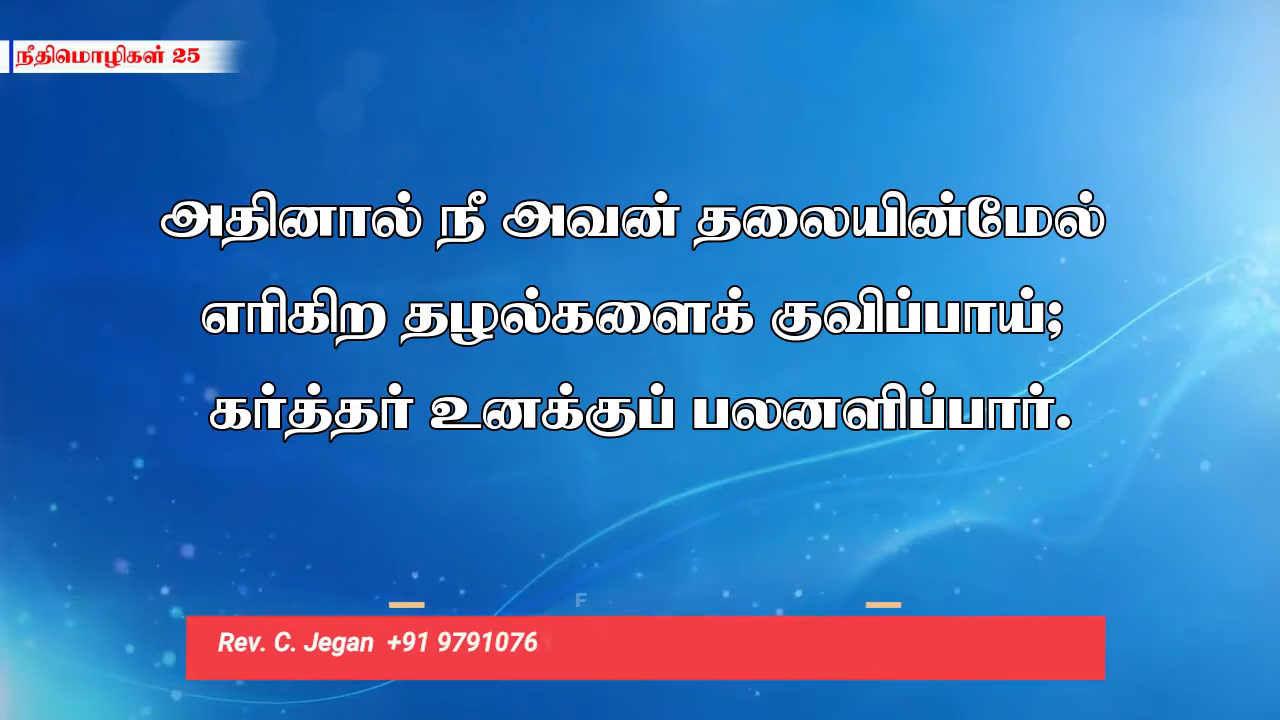 நீதிமொழிகள் 25
அதினால் நீ அவன் தலையின்மேல்
எரிகிற தழல்களைக் குவிப்பாய்;
கர்த்தர் உனக்குப் பலனளிப்பார்.
F
Rev. C. Jegan +91 9791076